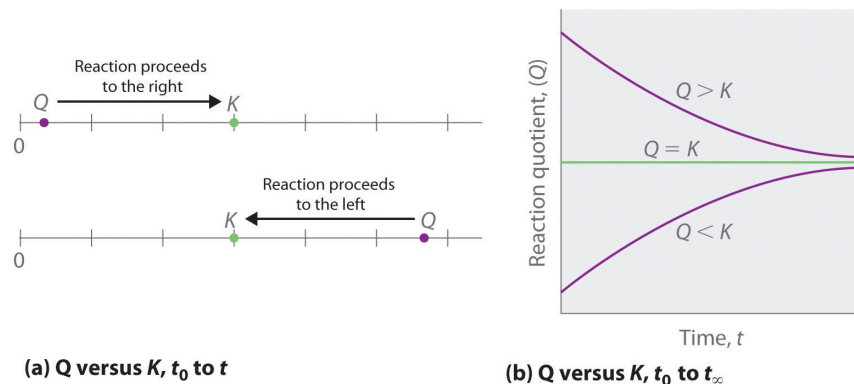 Reaction proceeds
to the right
Q
K
0
Reaction proceeds
to the left
K
Q
0
(a) Q versus K, t₀ to t
Reaction quotient, (Q)
Q > K
Q = K
Q < K
Time, t
(b) Q versus K, t₀ to t∞